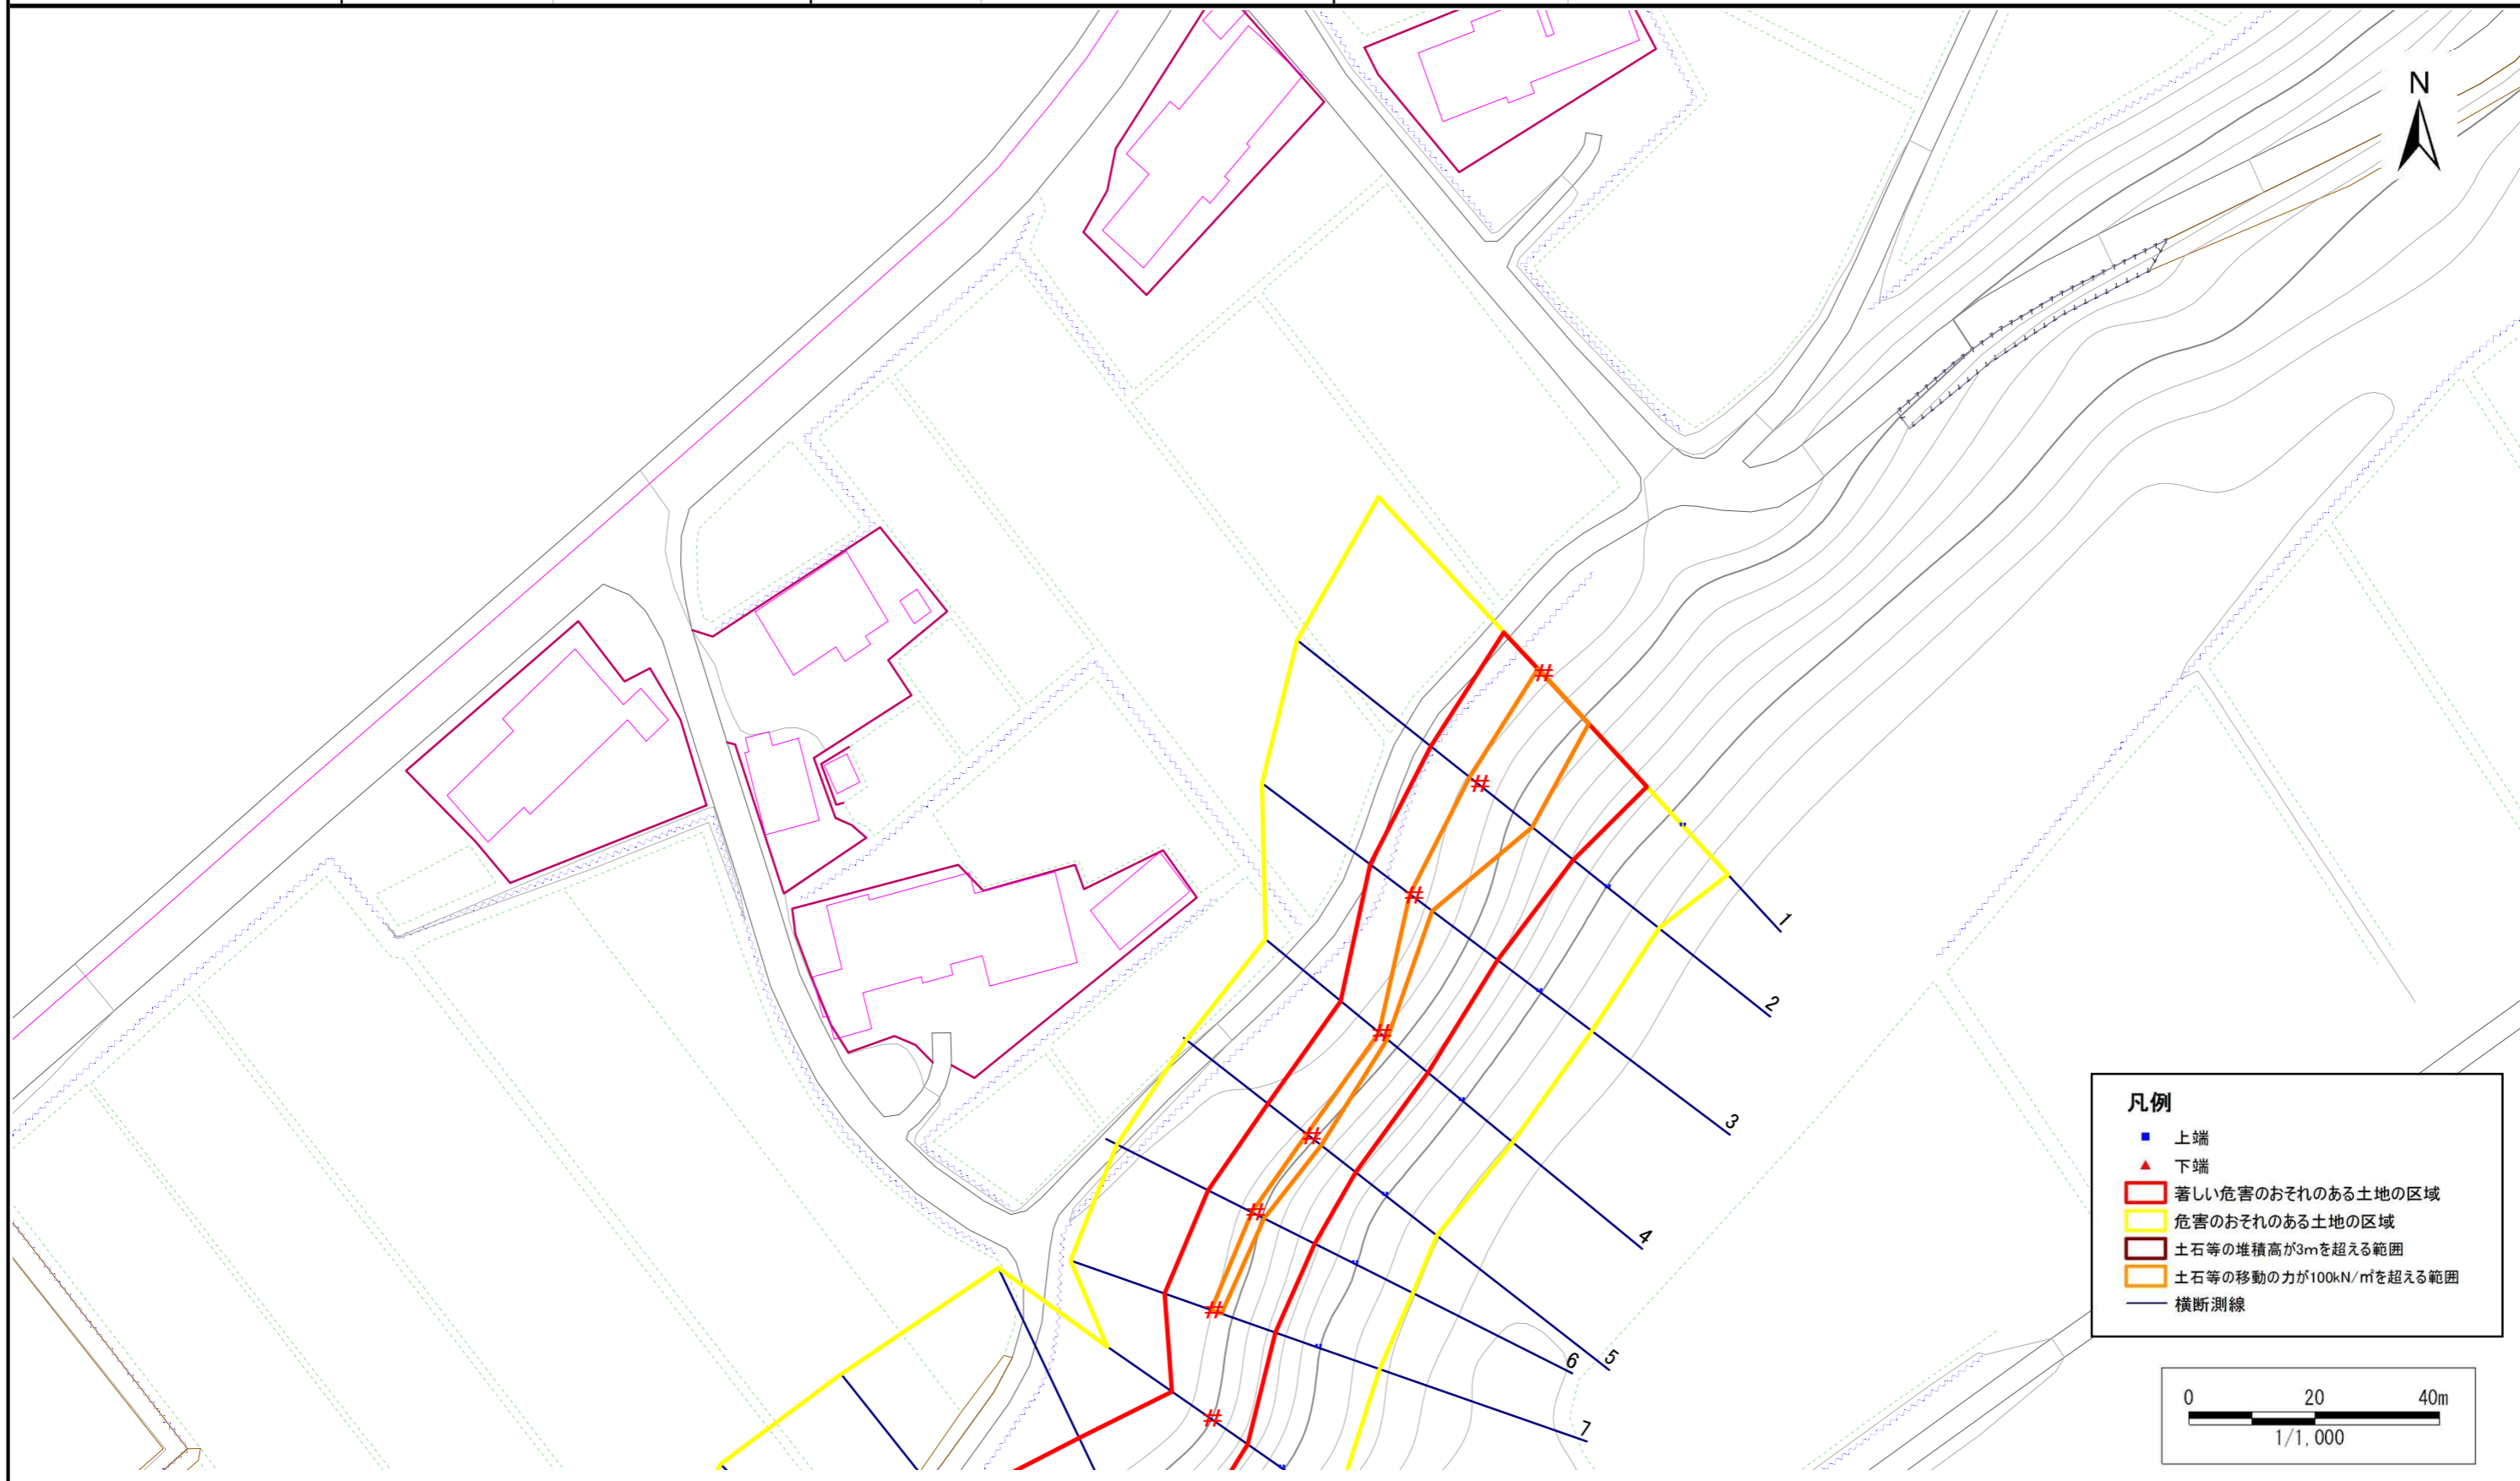 N
#
#
#
1
2
#
3
#
#
4
#
5
6
#
7
凡例
上端
下端
著しい危害のおそれのある土地の区域
危害のおそれのある土地の区域
土石等の堆積高が3mを超える範囲
土石等の移動の力が100kN/㎡を超える範囲
横断測線
0 20 40m
1/1,000